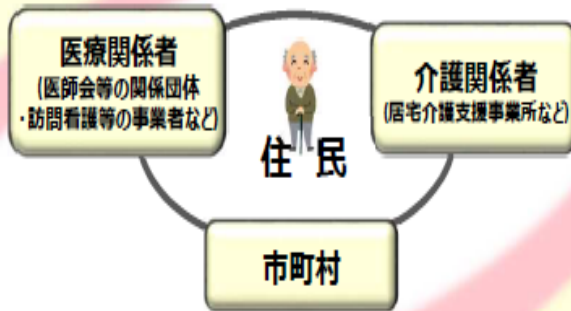 医療関係者
(医師会等の関係団体
・訪問看護等の事業者など)
介護関係者
(居宅介護支援事業所など)
住民
市町村